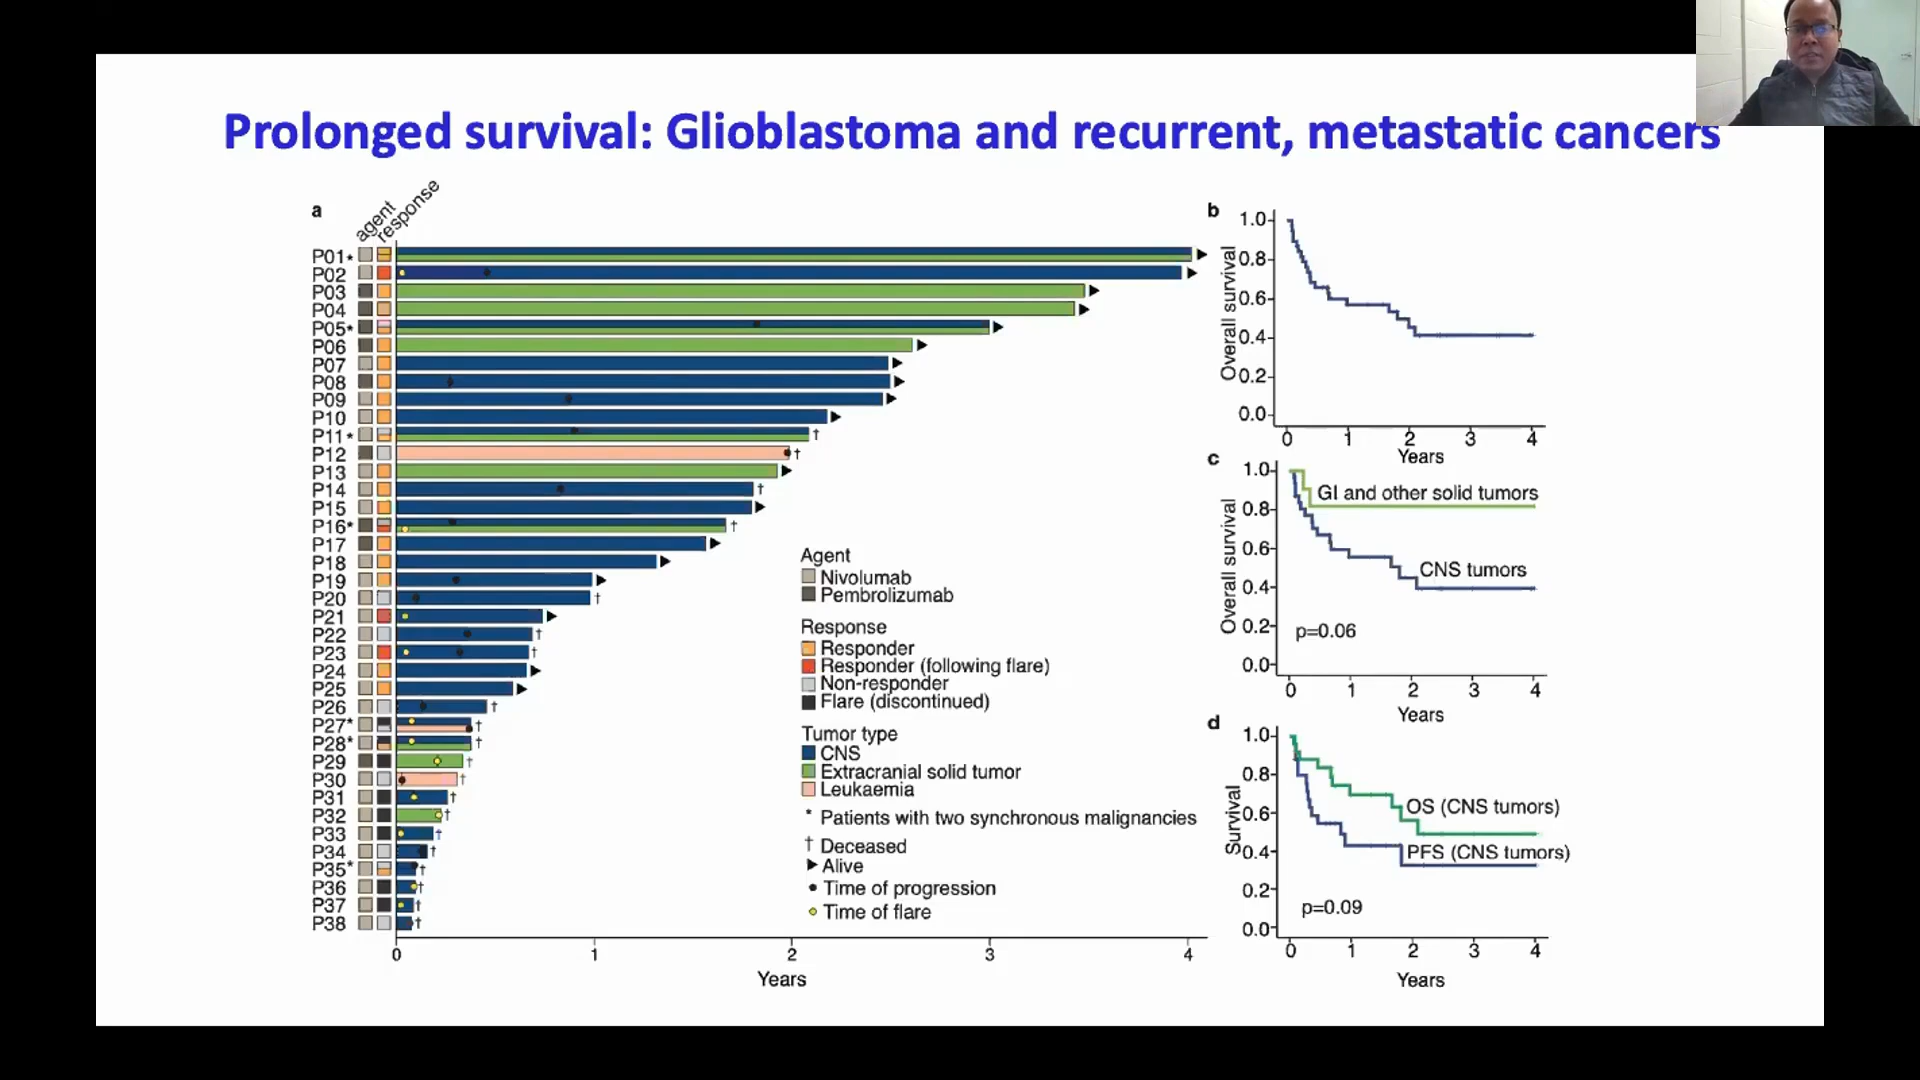 Prolonged survival: Glioblastoma and recurrent, metastatic cancers
a
agent
response
P01*
P02
P03
P04
P05*
P06
P07
P08
P09
P10
P11*
P12
P13
P14
P15
P16*
P17
P18
P19
P20
P21
P22
P23
P24
P25
P26
P27*
P28*
P29
P30
P31
P32
P33
P34
P35*
P36
P37
P38
† † † † † † † † † † † † † † † † † † †
0 1 2 3 4
Years
Agent
Nivolumab
Pembrolizumab
Response
Responder
Responder (following flare)
Non-responder
Flare (discontinued)
Tumor type
CNS
Extracranial solid tumor
Leukaemia
* Patients with two synchronous malignancies
† Deceased
Alive
Time of progression
Time of flare
b
Overall survival
1.0
0.8
0.6
0.4
0.2
0.0
0 1 2 3 4
Years
c
Overall survival
1.0
0.8
0.6
0.4
0.2
0.0
GI and other solid tumors
CNS tumors
p=0.06
0 1 2 3 4
Years
d
Survival
1.0
0.8
0.6
0.4
0.2
0.0
OS (CNS tumors)
PFS (CNS tumors)
p=0.09
0 1 2 3 4
Years